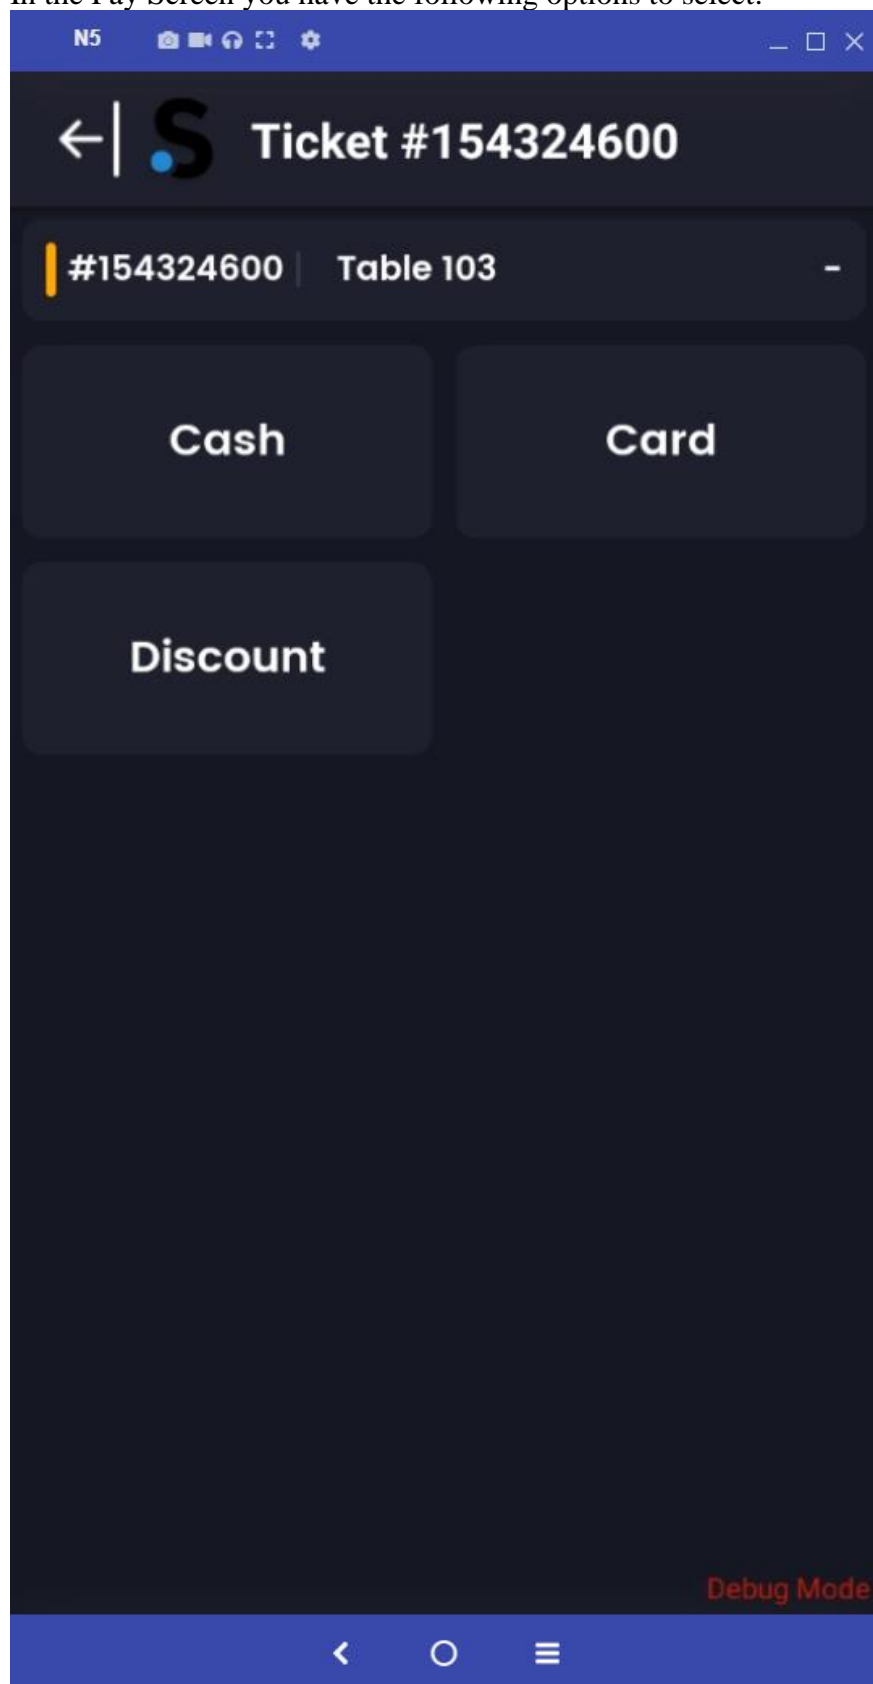 In the Pay Screen you have the following options to select:
N5
S Ticket #154324600
#154324600 Table 103 -
Cash Card
Discount
Debug Mode